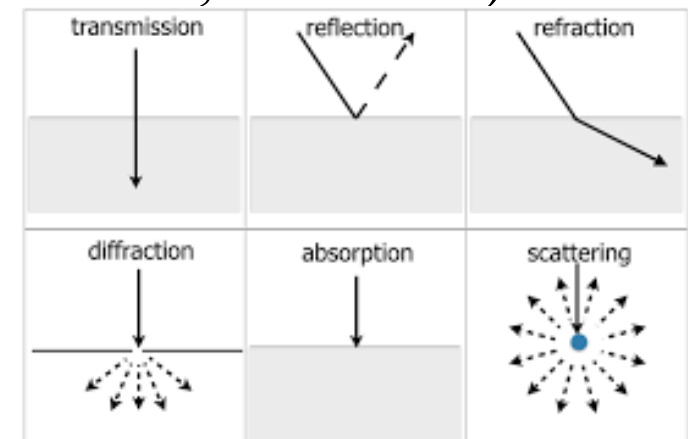 transmission
reflection
refraction
diffraction
absorption
scattering